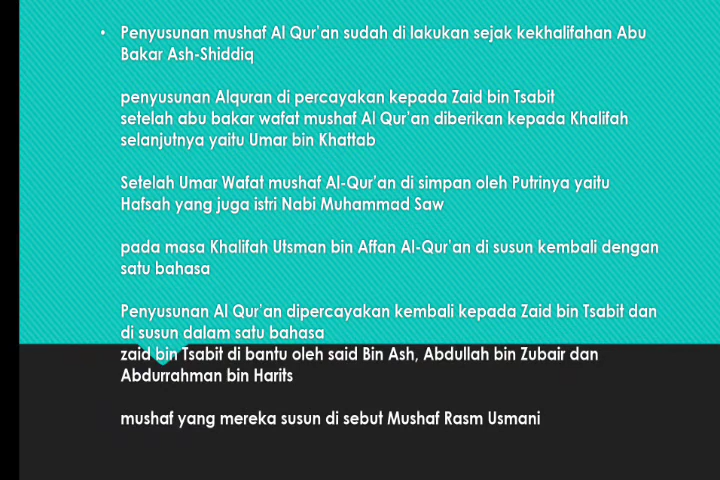 • Penyusunan mushaf Al Qur'an sudah di lakukan sejak kekhalifahan Abu
Bakar Ash-Shiddiq
penyusunan Alquran di percayakan kepada Zaid bin Tsabit
setelah abu bakar wafat mushaf Al Qur'an diberikan kepada Khalifah
selanjutnya yaitu Umar bin Khattab
Setelah Umar Wafat mushaf Al-Qur'an di simpan oleh Putrinya yaitu
Hafsah yang juga istri Nabi Muhammad Saw
pada masa Khalifah Utsman bin Affan Al-Qur'an di susun kembali dengan
satu bahasa
Penyusunan Al Qur'an dipercayakan kembali kepada Zaid bin Tsabit dan
di susun dalam satu bahasa
zaid bin Tsabit di bantu oleh said Bin Ash, Abdullah bin Zubair dan
Abdurrahman bin Harits
mushaf yang mereka susun di sebut Mushaf Rasm Usmani